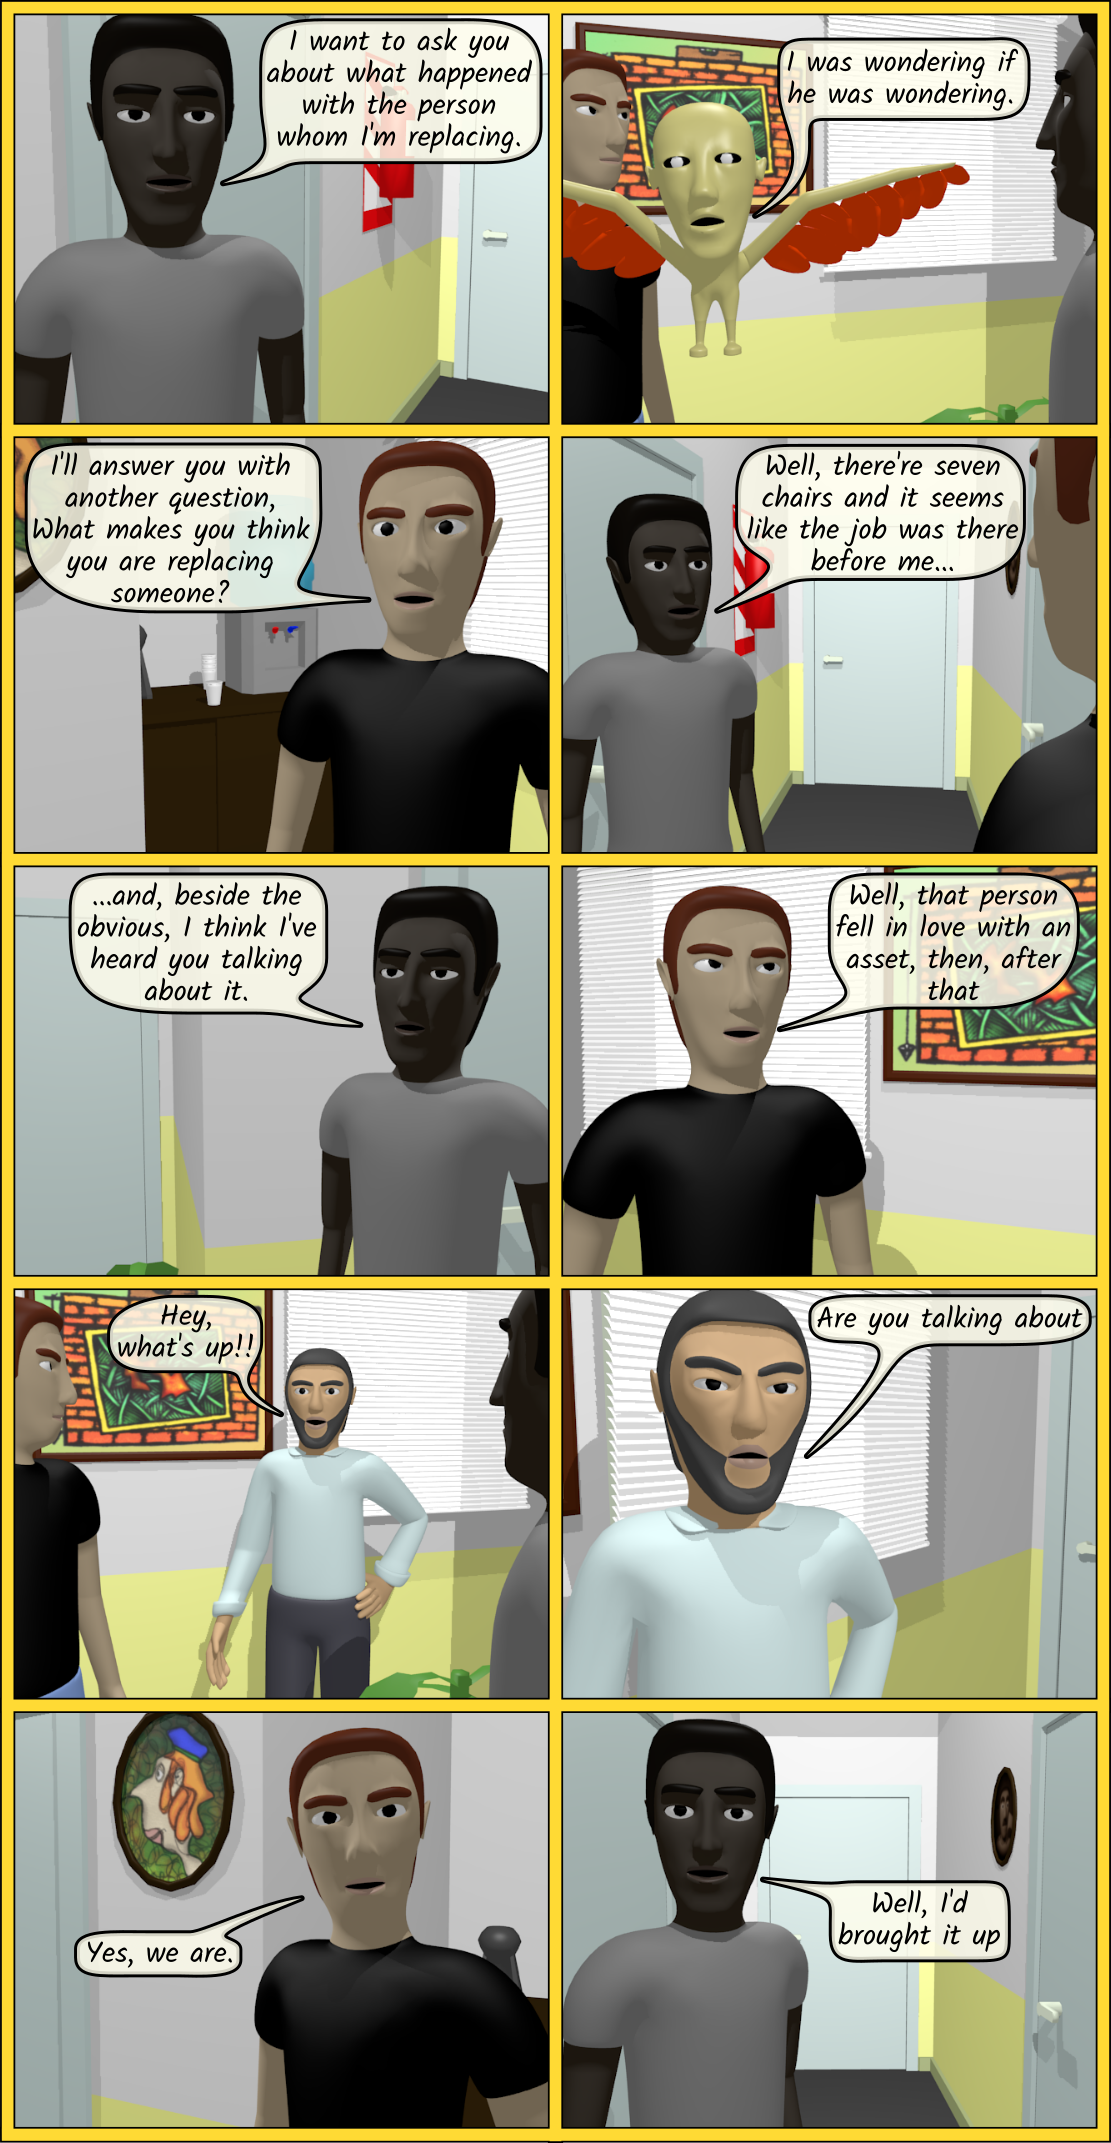 I want to ask you
about what happened
with the person
whom I'm replacing.
I was wondering if
he was wondering.
I'll answer you with
another question,
What makes you think
you are replacing
someone?
Well, there're seven
chairs and it seems
like the job was there
before me...
...and, beside the
obvious, I think I've
heard you talking
about it.
Well, that person
fell in love with an
asset, then, after
that
Hey,
what's up!!
Are you talking about
Yes, we are.
Well, I'd
brought it up